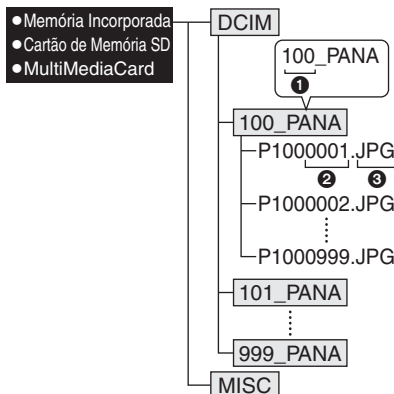 ●Memória Incorporada
●Cartão de Memória SD
●MultiMediaCard
DCIM
100_PANA
❶
100_PANA
P1000001.JPG
❷ ❸
P1000002.JPG
P1000999.JPG
101_PANA
999_PANA
MISC